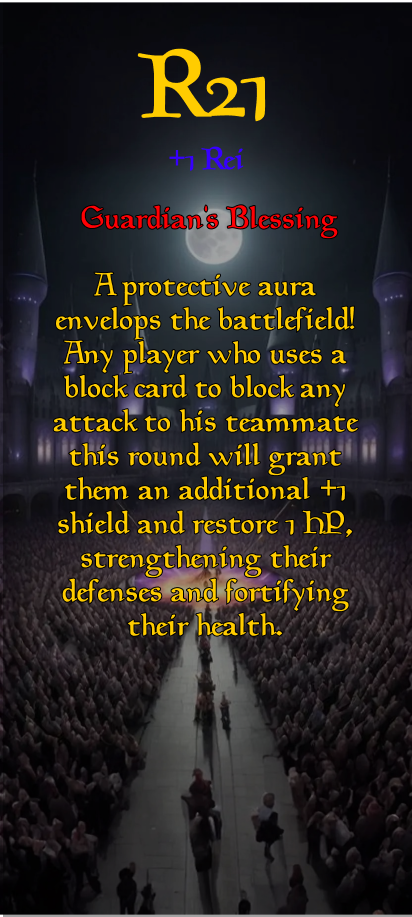 R21
+1 Rei
Guardian's Blessing
A protective aura
envelops the battlefield!
Any player who uses a
block card to block any
attack to his teammate
this round will grant
them an additional +1
shield and restore 1 HP,
strengthening their
defenses and fortifying
their health.